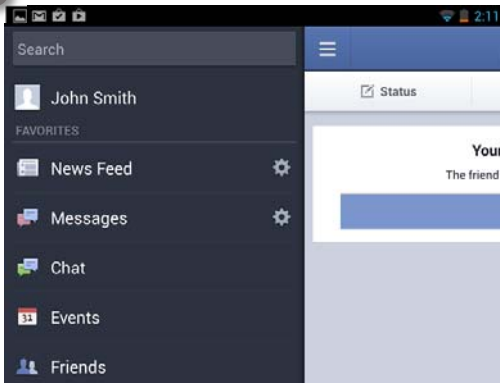 2:11
Search
John Smith
FAVORITES
News Feed
Messages
Chat
31
Events
Friends
Status
Your
The friend